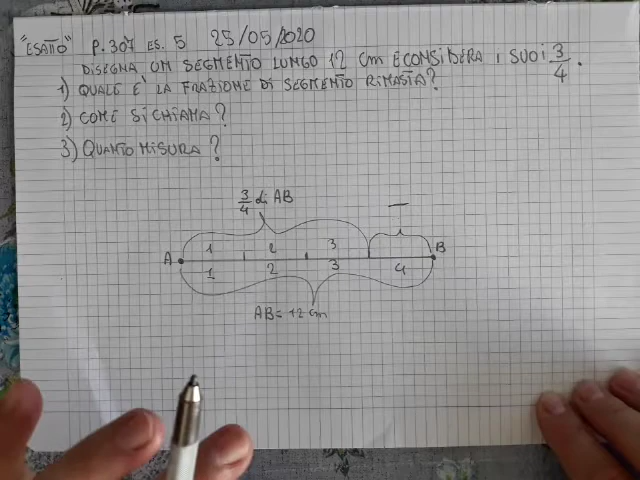 "ESATTO" P. 307 ES. 5 25/05/2020
DISEGNA UN SEGMENTO LUNGO 12 cm E CONSIDERA I SUOI 3/4.
1) QUALE È LA FRAZIONE DI SEGMENTO RIMASTA?
2) COME SI CHIAMA?
3) QUANTO MISURA?
3/4 di AB
1 2 3
A B
1 2 3 4
AB = 12 cm